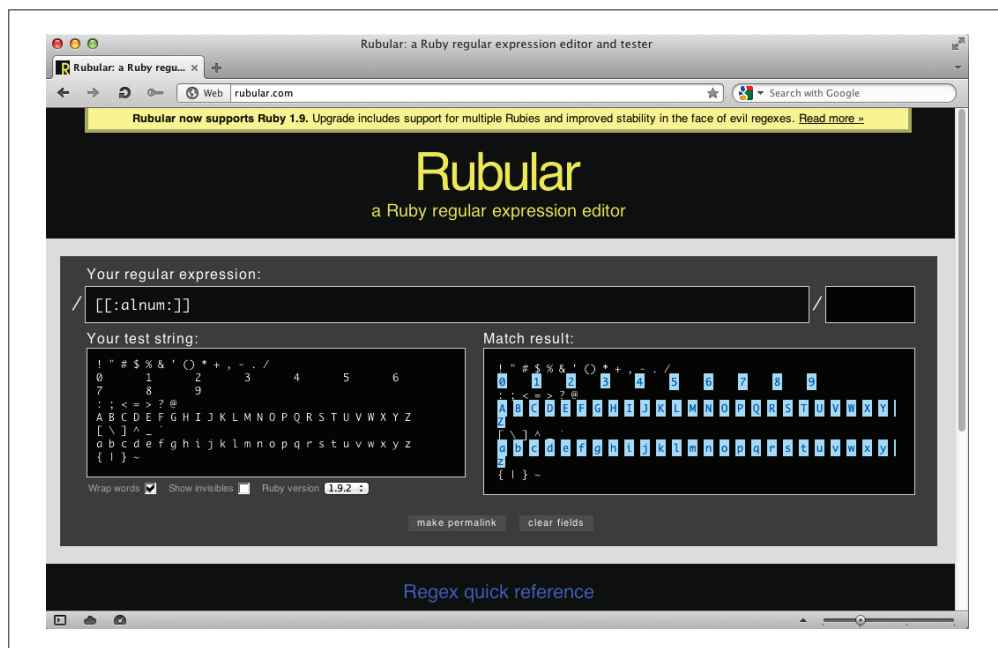 Rubular: a Ruby regular expression editor and tester
Rubular: a Ruby regu...
Web rubular.com
Search with Google
Rubular now supports Ruby 1.9. Upgrade includes support for multiple Rubies and improved stability in the face of evil regexes. Read more »
Rubular
a Ruby regular expression editor
Your regular expression:
/ [[:alnum:]] /
Your test string:
! " # $ % & ' () * + , - . /
0 1 2 3 4 5 6
7 8 9
: ; < = > ? @
A B C D E F G H I J K L M N O P Q R S T U V W X Y Z
[ \ ] ^ _ `
a b c d e f g h i j k l m n o p q r s t u v w x y z
{ | } ~
Wrap words Show invisibles Ruby version 1.9.2
Match result:
! " # $ % & ' () * + , - . /
0 1 2 3 4 5 6 7 8 9
: ; < = > ? @
A B C D E F G H I J K L M N O P Q R S T U V W X Y
Z
[ \ ] ^ _ `
a b c d e f g h i j k l m n o p q r s t u v w x y
z
{ | } ~
make permalink clear fields
Regex quick reference